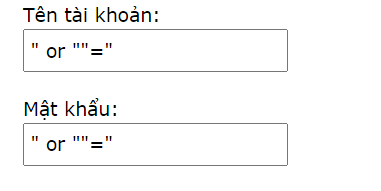 Tên tài khoản:
" or ""="
Mật khẩu:
" or ""="